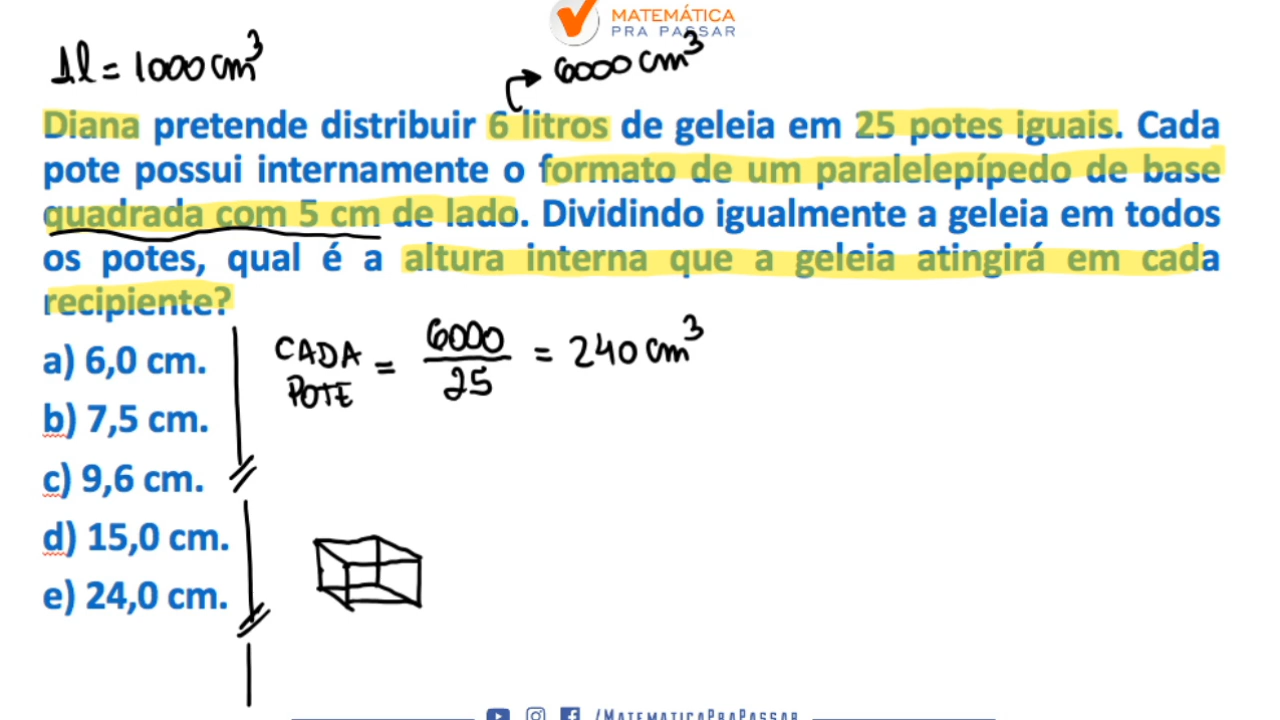 MATEMÁTICA
PRA PASSAR
1l = 1000 cm³
6000 cm³
Diana pretende distribuir 6 litros de geleia em 25 potes iguais. Cada
pote possui internamente o formato de um paralelepípedo de base
quadrada com 5 cm de lado. Dividindo igualmente a geleia em todos
os potes, qual é a altura interna que a geleia atingirá em cada
recipiente?
a) 6,0 cm.
b) 7,5 cm.
c) 9,6 cm.
d) 15,0 cm.
e) 24,0 cm.
CADA POTE = 6000/25 = 240 cm³
/MATEMATICAPRAPASSAR